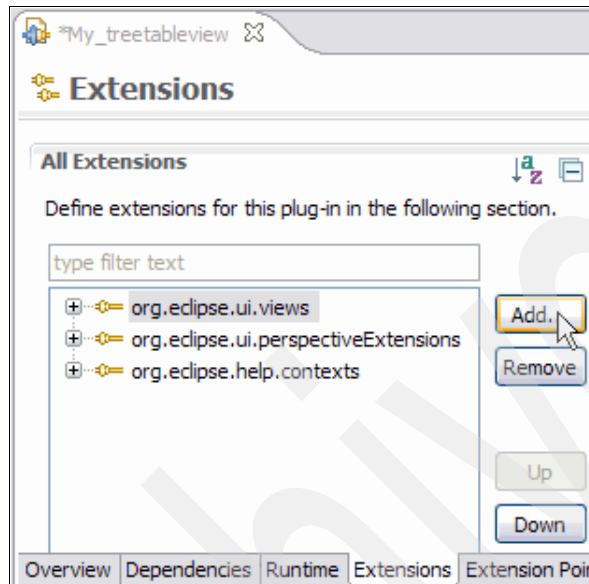 *My_treetableview
Extensions
All Extensions
a
z
Define extensions for this plug-in in the following section.
type filter text
org.eclipse.ui.views
org.eclipse.ui.perspectiveExtensions
org.eclipse.help.contexts
Add.
Remove
Up
Down
Overview Dependencies Runtime Extensions Extension Poin